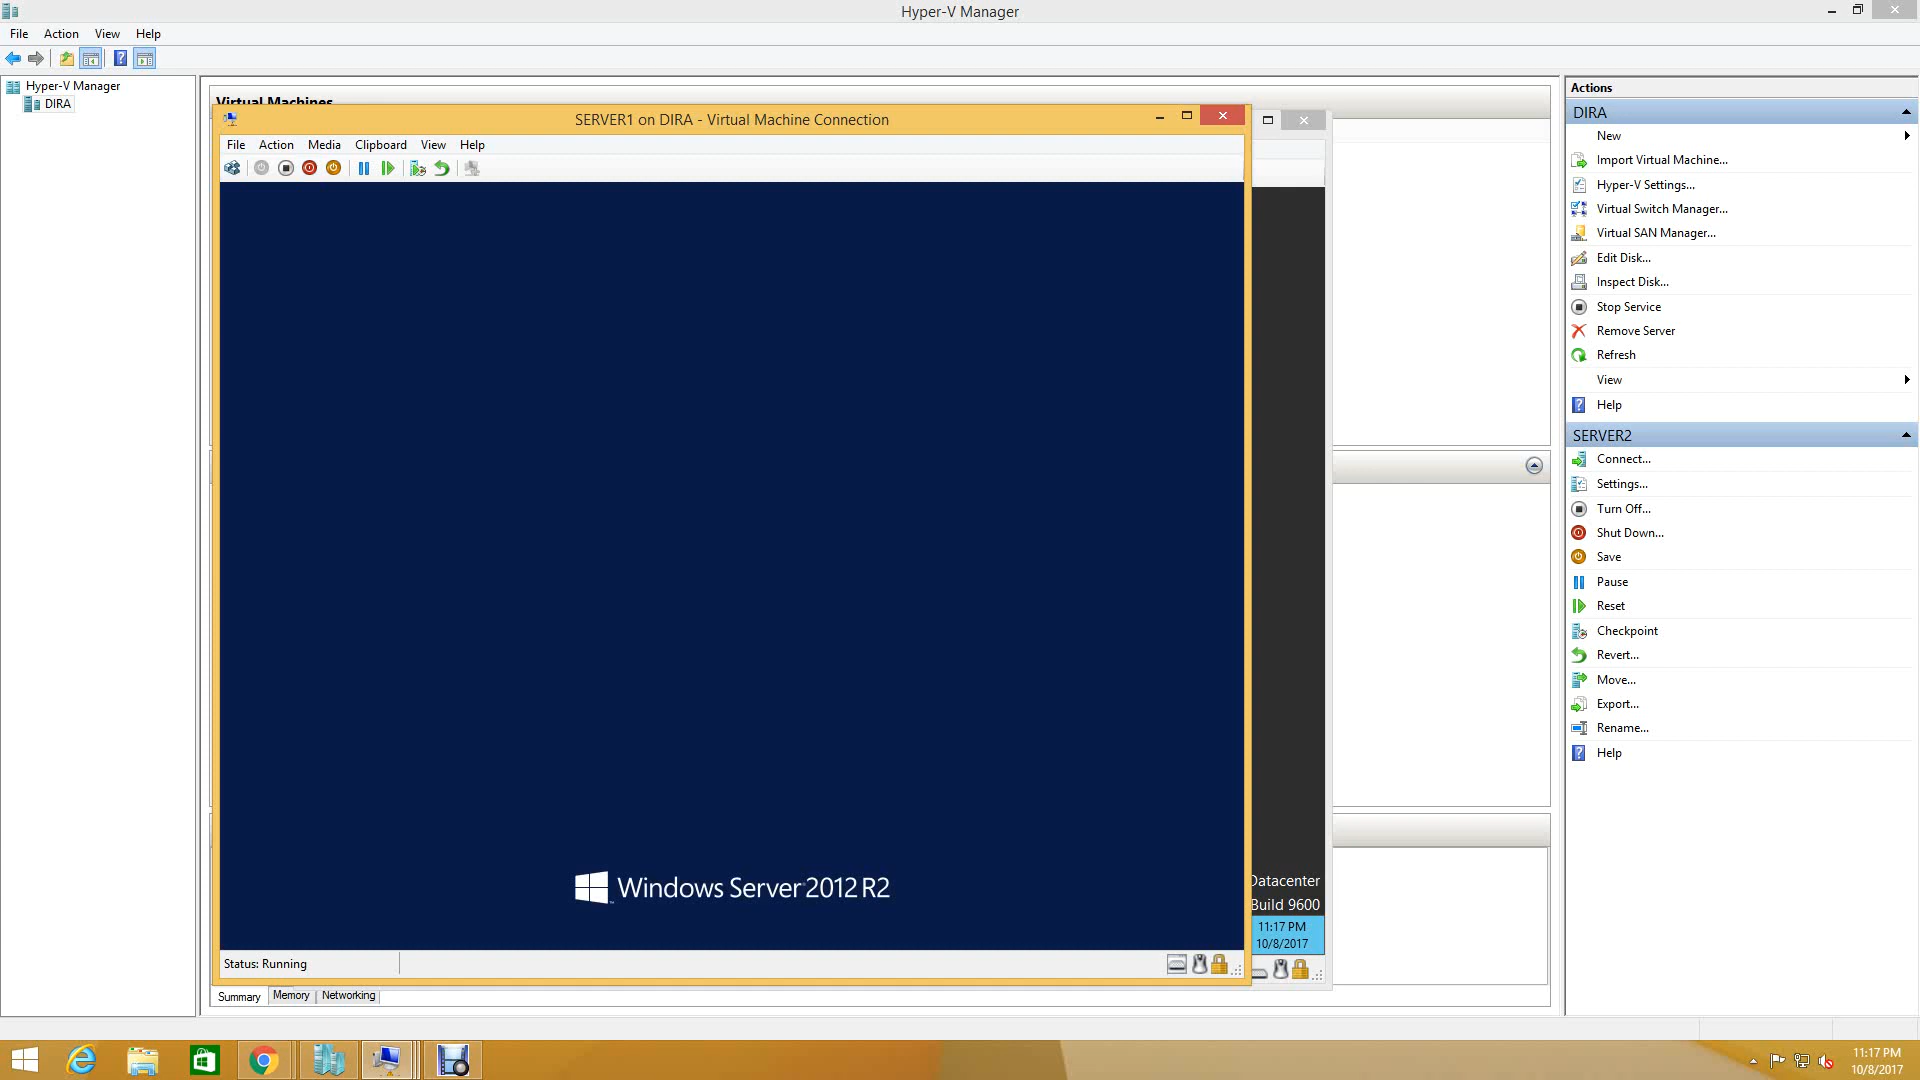 Hyper-V Manager
File Action View Help
Hyper-V Manager
DIRA
Virtual Machines
SERVER1 on DIRA - Virtual Machine Connection
File Action Media Clipboard View Help
Windows Server 2012 R2
Status: Running
Datacenter
Build 9600
11:17 PM
10/8/2017
Summary Memory Networking
Actions
DIRA
New
Import Virtual Machine...
Hyper-V Settings...
Virtual Switch Manager...
Virtual SAN Manager...
Edit Disk...
Inspect Disk...
Stop Service
Remove Server
Refresh
View
Help
SERVER2
Connect...
Settings...
Turn Off...
Shut Down...
Save
Pause
Reset
Checkpoint
Revert...
Move...
Export...
Rename...
Help
11:17 PM
10/8/2017